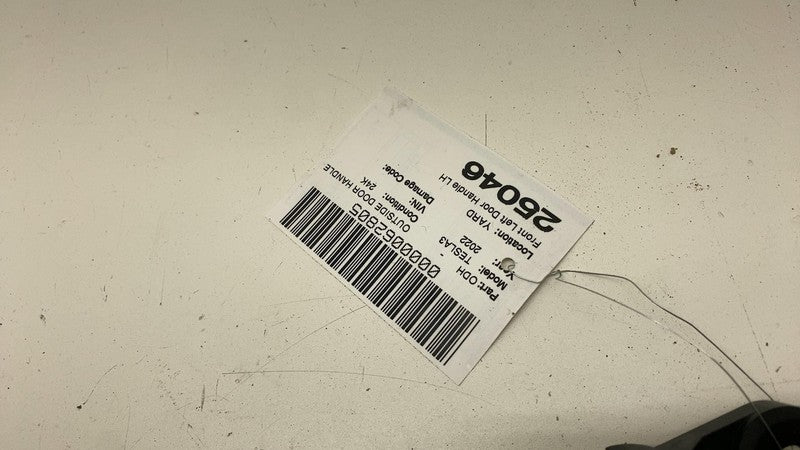 0000062805
Part: ODH OUTSIDE DOOR HANDLE
Model: TESLA3 Condition: 24K
Year: 2022 VIN:
Location: YARD Damage Code:
Front Left Door Handle LH
25046